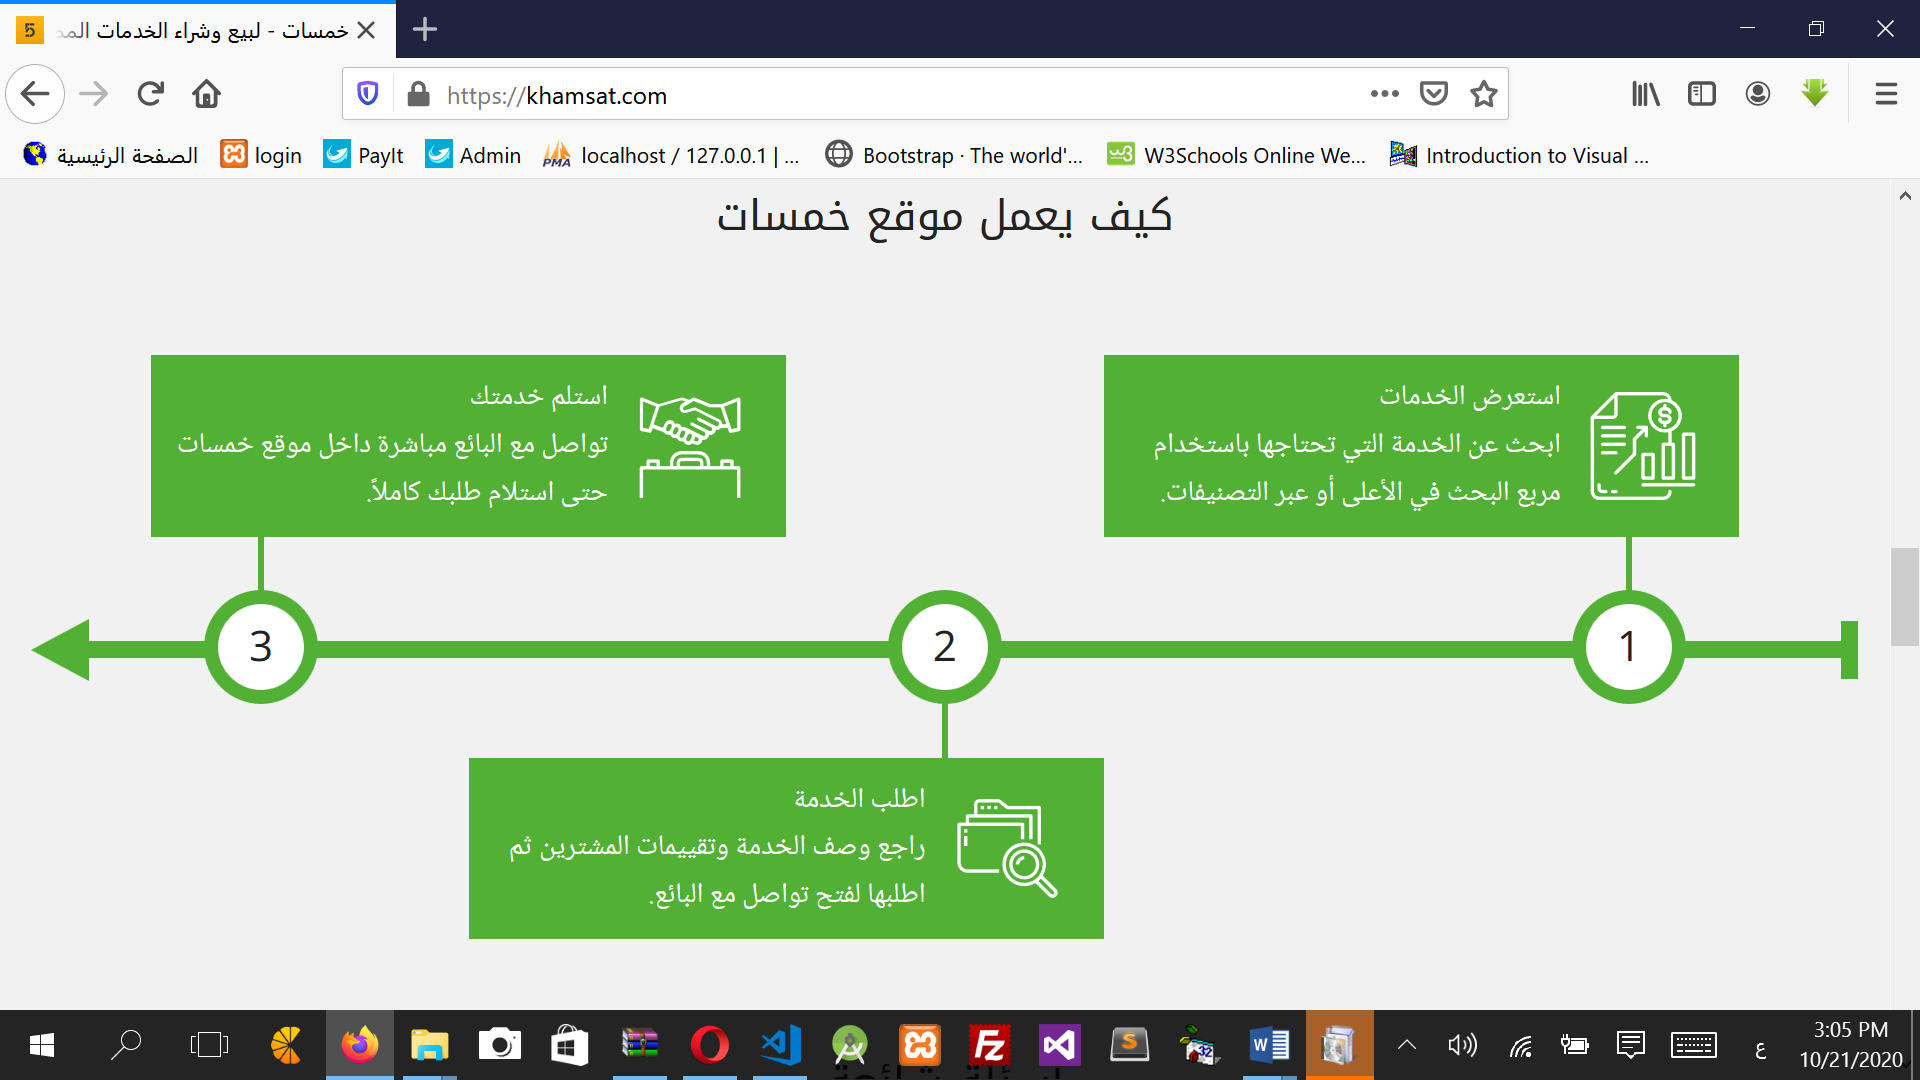 خمسات - لبيع وشراء الخدمات
https://khamsat.com
الصفحة الرئيسية
login
PayIt
Admin
localhost / 127.0.0.1 | ...
Bootstrap · The world'...
W3Schools Online We...
Introduction to Visual ...
كيف يعمل موقع خمسات
استعرض الخدمات
ابحث عن الخدمة التي تحتاجها باستخدام
مربع البحث في الأعلى أو عبر التصنيفات.
استلم خدمتك
تواصل مع البائع مباشرة داخل موقع خمسات
حتى استلام طلبك كاملاً.
1
2
3
اطلب الخدمة
راجع وصف الخدمة وتقييمات المشترين ثم
اطلبها لفتح تواصل مع البائع.
ع
3:05 PM
10/21/2020